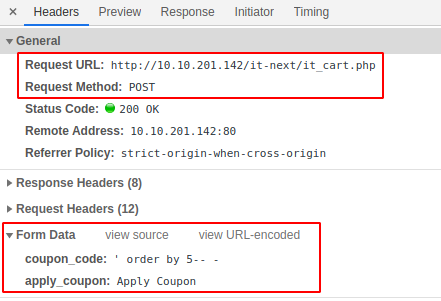 × Headers Preview Response Initiator Timing
▼ General
Request URL: http://10.10.201.142/it-next/it_cart.php
Request Method: POST
Status Code: 200 OK
Remote Address: 10.10.201.142:80
Referrer Policy: strict-origin-when-cross-origin
▶ Response Headers (8)
▶ Request Headers (12)
▼ Form Data view source view URL-encoded
coupon_code: ' order by 5-- -
apply_coupon: Apply Coupon